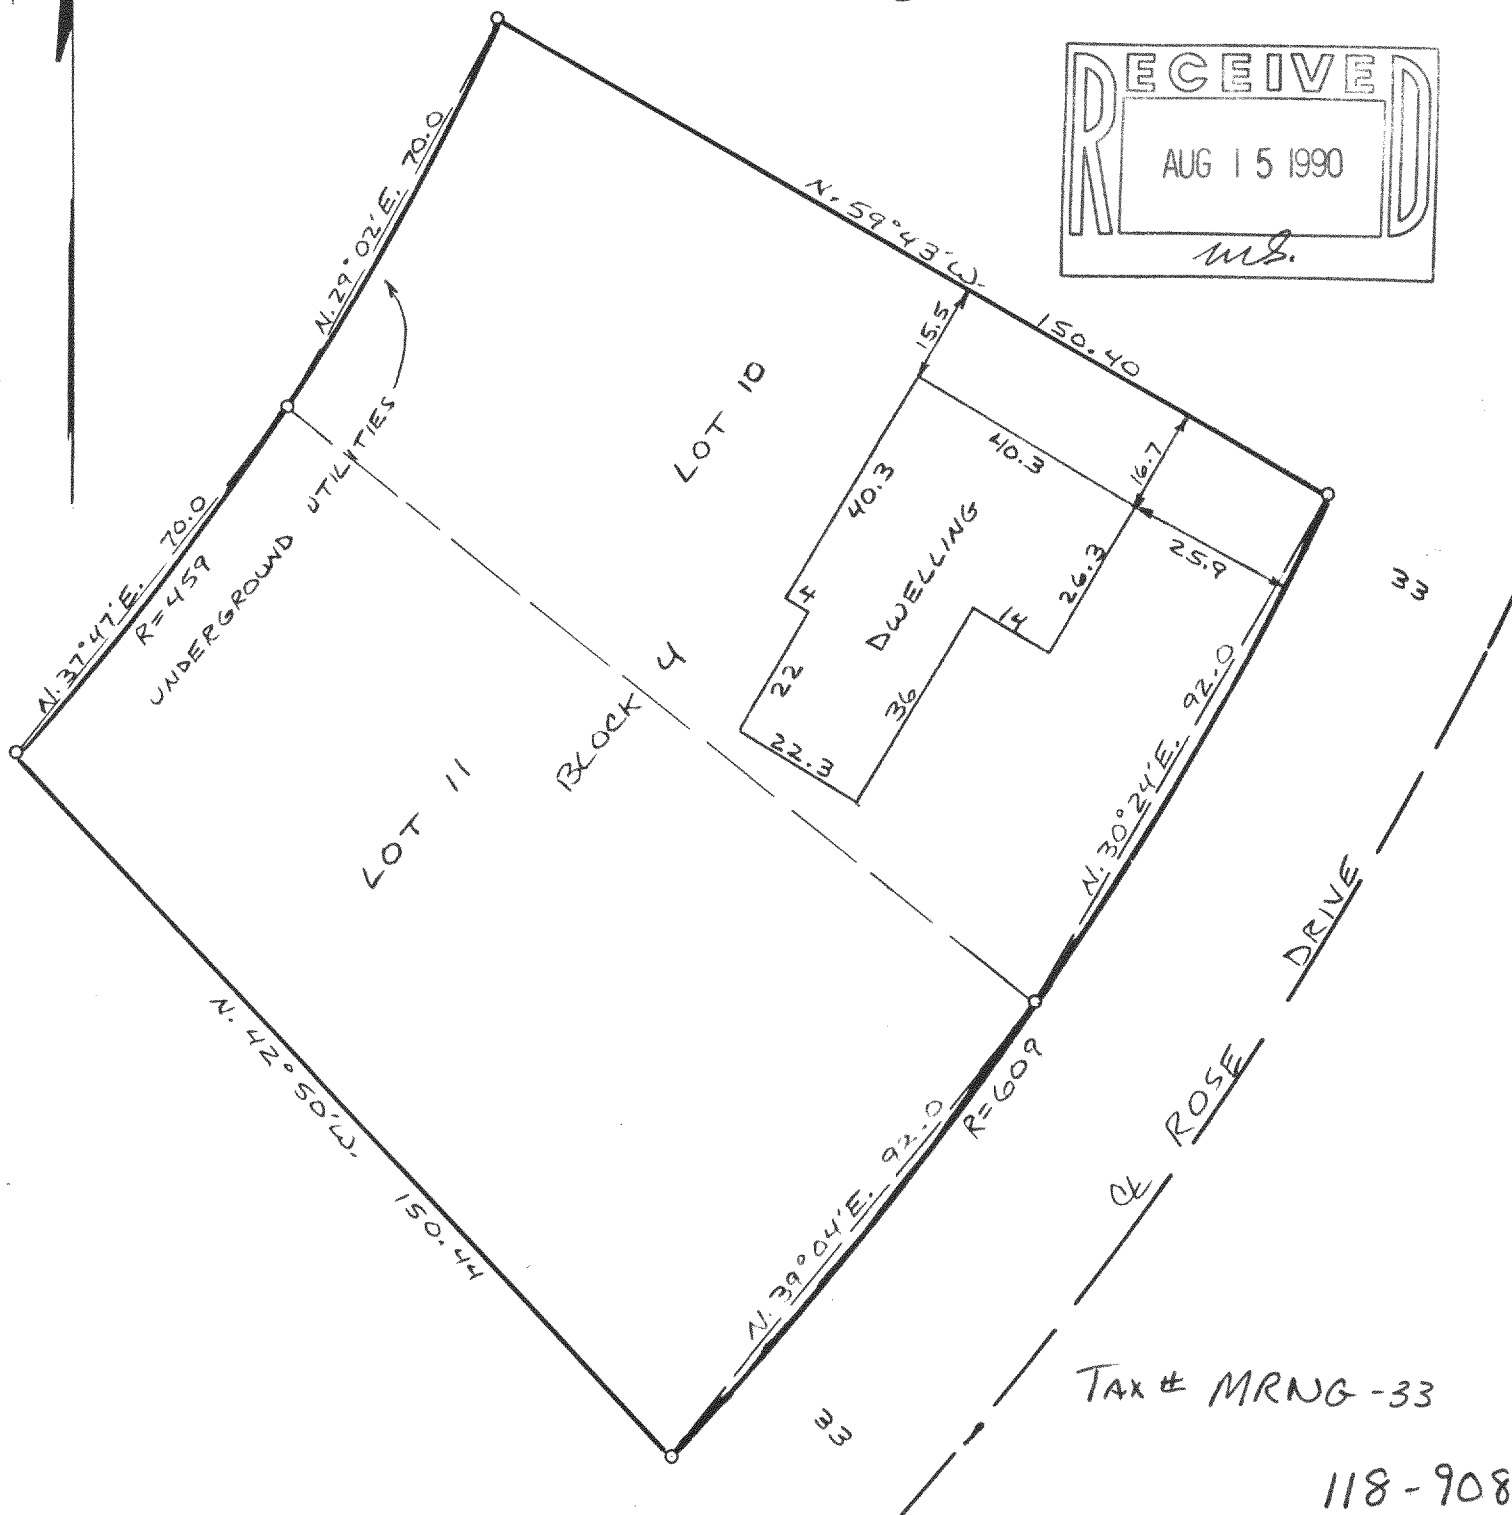 RECEIVED
AUG 15 1990
N. 29°02'E. 70.0
N. 59°43'W. 150.40
15.5
LOT 10
40.3
16.7
40.3
25.9
DWELLING
33
UNDERGROUND UTILITIES
N. 37°47'E. 70.0
R=459
4
26.3
14
22
36
22.3
BLOCK 4
N. 30°24'E. 92.0
LOT 11
DRIVE
ROSE
℄
N. 42°50'W. 150.44
R=609
N. 39°04'E. 92.0
33
TAX # MRNG-33
118-908